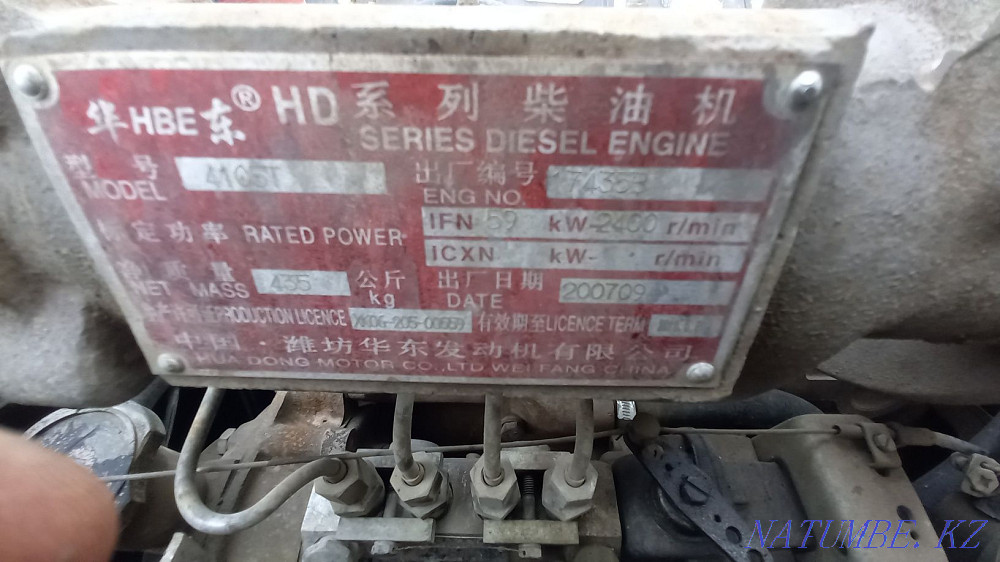 华HBE东® HD系列柴油机
SERIES DIESEL ENGINE
型号 出厂编号 74353
MODEL ENG NO.
IFN 59 kW-2400 r/min
标定功率 RATED POWER
ICXN kW- r/min
净质量 435 公斤 出厂日期 200709
NET MASS kg DATE
PRODUCTION LICENCE 有效期至LICENCE TERM
中国·潍坊华东发动机有限公司
HUA DONG MOTOR CO.,LTD.WEIFANG CHINA
NATUMBE.KZ